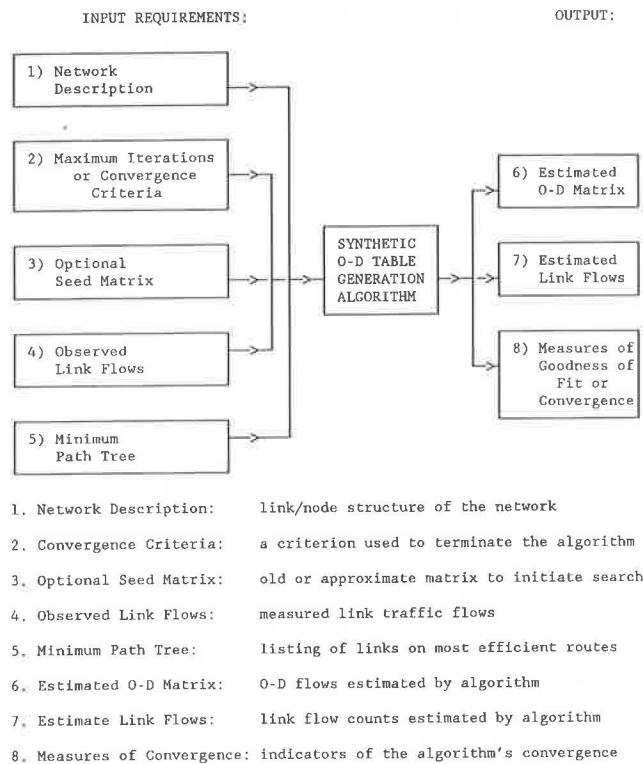 INPUT REQUIREMENTS:
OUTPUT:
1) Network
Description
2) Maximum Iterations
or Convergence
Criteria
3) Optional
Seed Matrix
4) Observed
Link Flows
5) Minimum
Path Tree
SYNTHETIC
O-D TABLE
GENERATION
ALGORITHM
6) Estimated
O-D Matrix
7) Estimated
Link Flows
8) Measures of
Goodness of
Fit or
Convergence
1. Network Description: link/node structure of the network
2. Convergence Criteria: a criterion used to terminate the algorithm
3. Optional Seed Matrix: old or approximate matrix to initiate search
4. Observed Link Flows: measured link traffic flows
5. Minimum Path Tree: listing of links on most efficient routes
6. Estimated O-D Matrix: O-D flows estimated by algorithm
7. Estimate Link Flows: link flow counts estimated by algorithm
8. Measures of Convergence: indicators of the algorithm's convergence